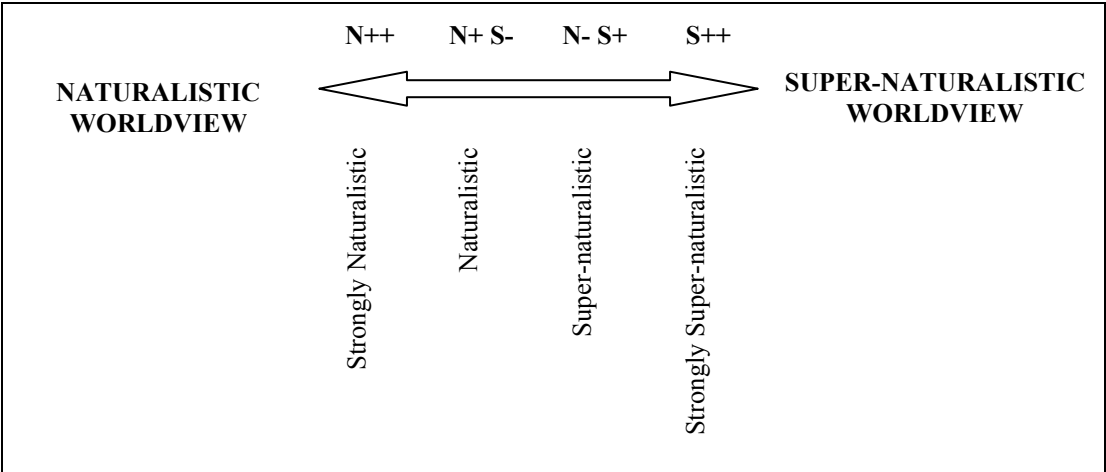 N++ N+ S- N- S+ S++
NATURALISTIC
WORLDVIEW
SUPER-NATURALISTIC
WORLDVIEW
Strongly Naturalistic
Naturalistic
Super-naturalistic
Strongly Super-naturalistic